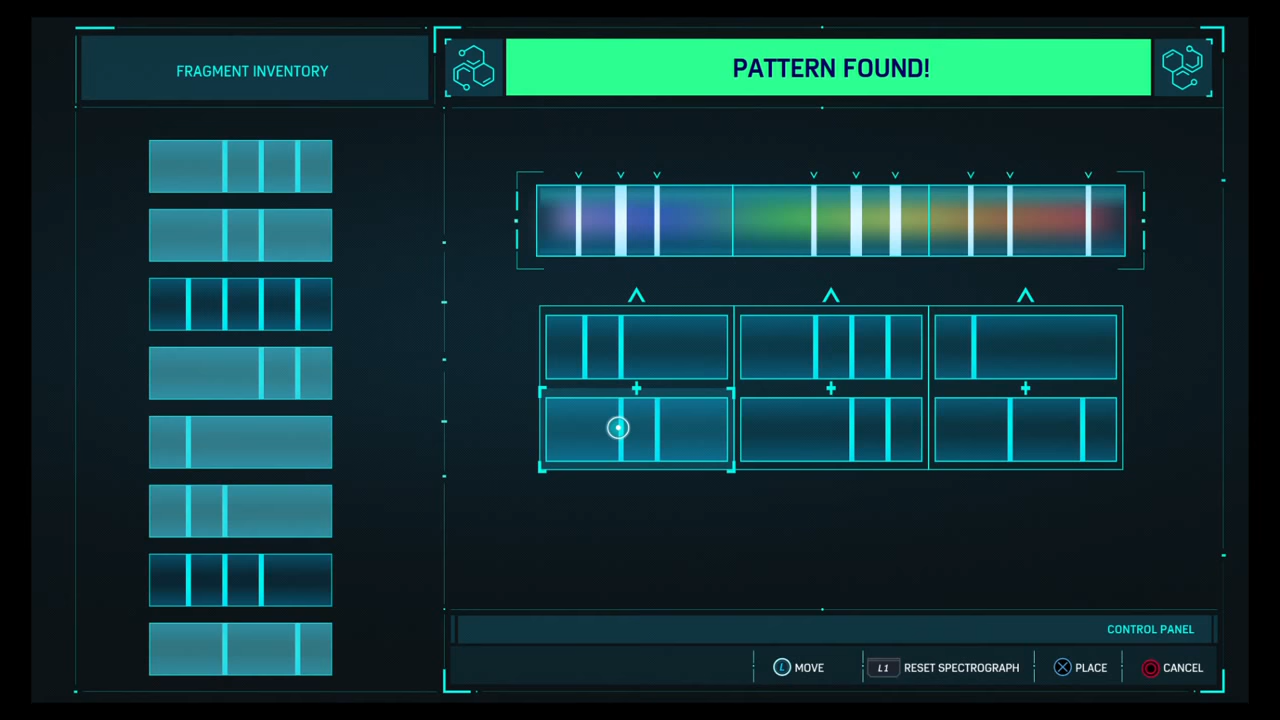 FRAGMENT INVENTORY
PATTERN FOUND!
CONTROL PANEL
L MOVE
L1 RESET SPECTROGRAPH
PLACE
CANCEL